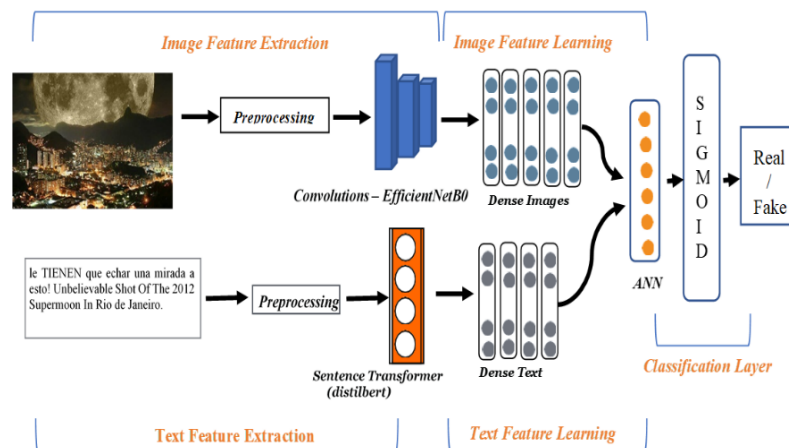 Image Feature Extraction
Image Feature Learning
Preprocessing
Convolutions – EfficientNetB0
Dense Images
SIGMOID
Real
/
Fake
le TIENEN que echar una mirada a
esto! Unbelievable Shot Of The 2012
Supermoon In Rio de Janeiro.
Preprocessing
Sentence Transformer
(distilbert)
Dense Text
ANN
Classification Layer
Text Feature Extraction
Text Feature Learning